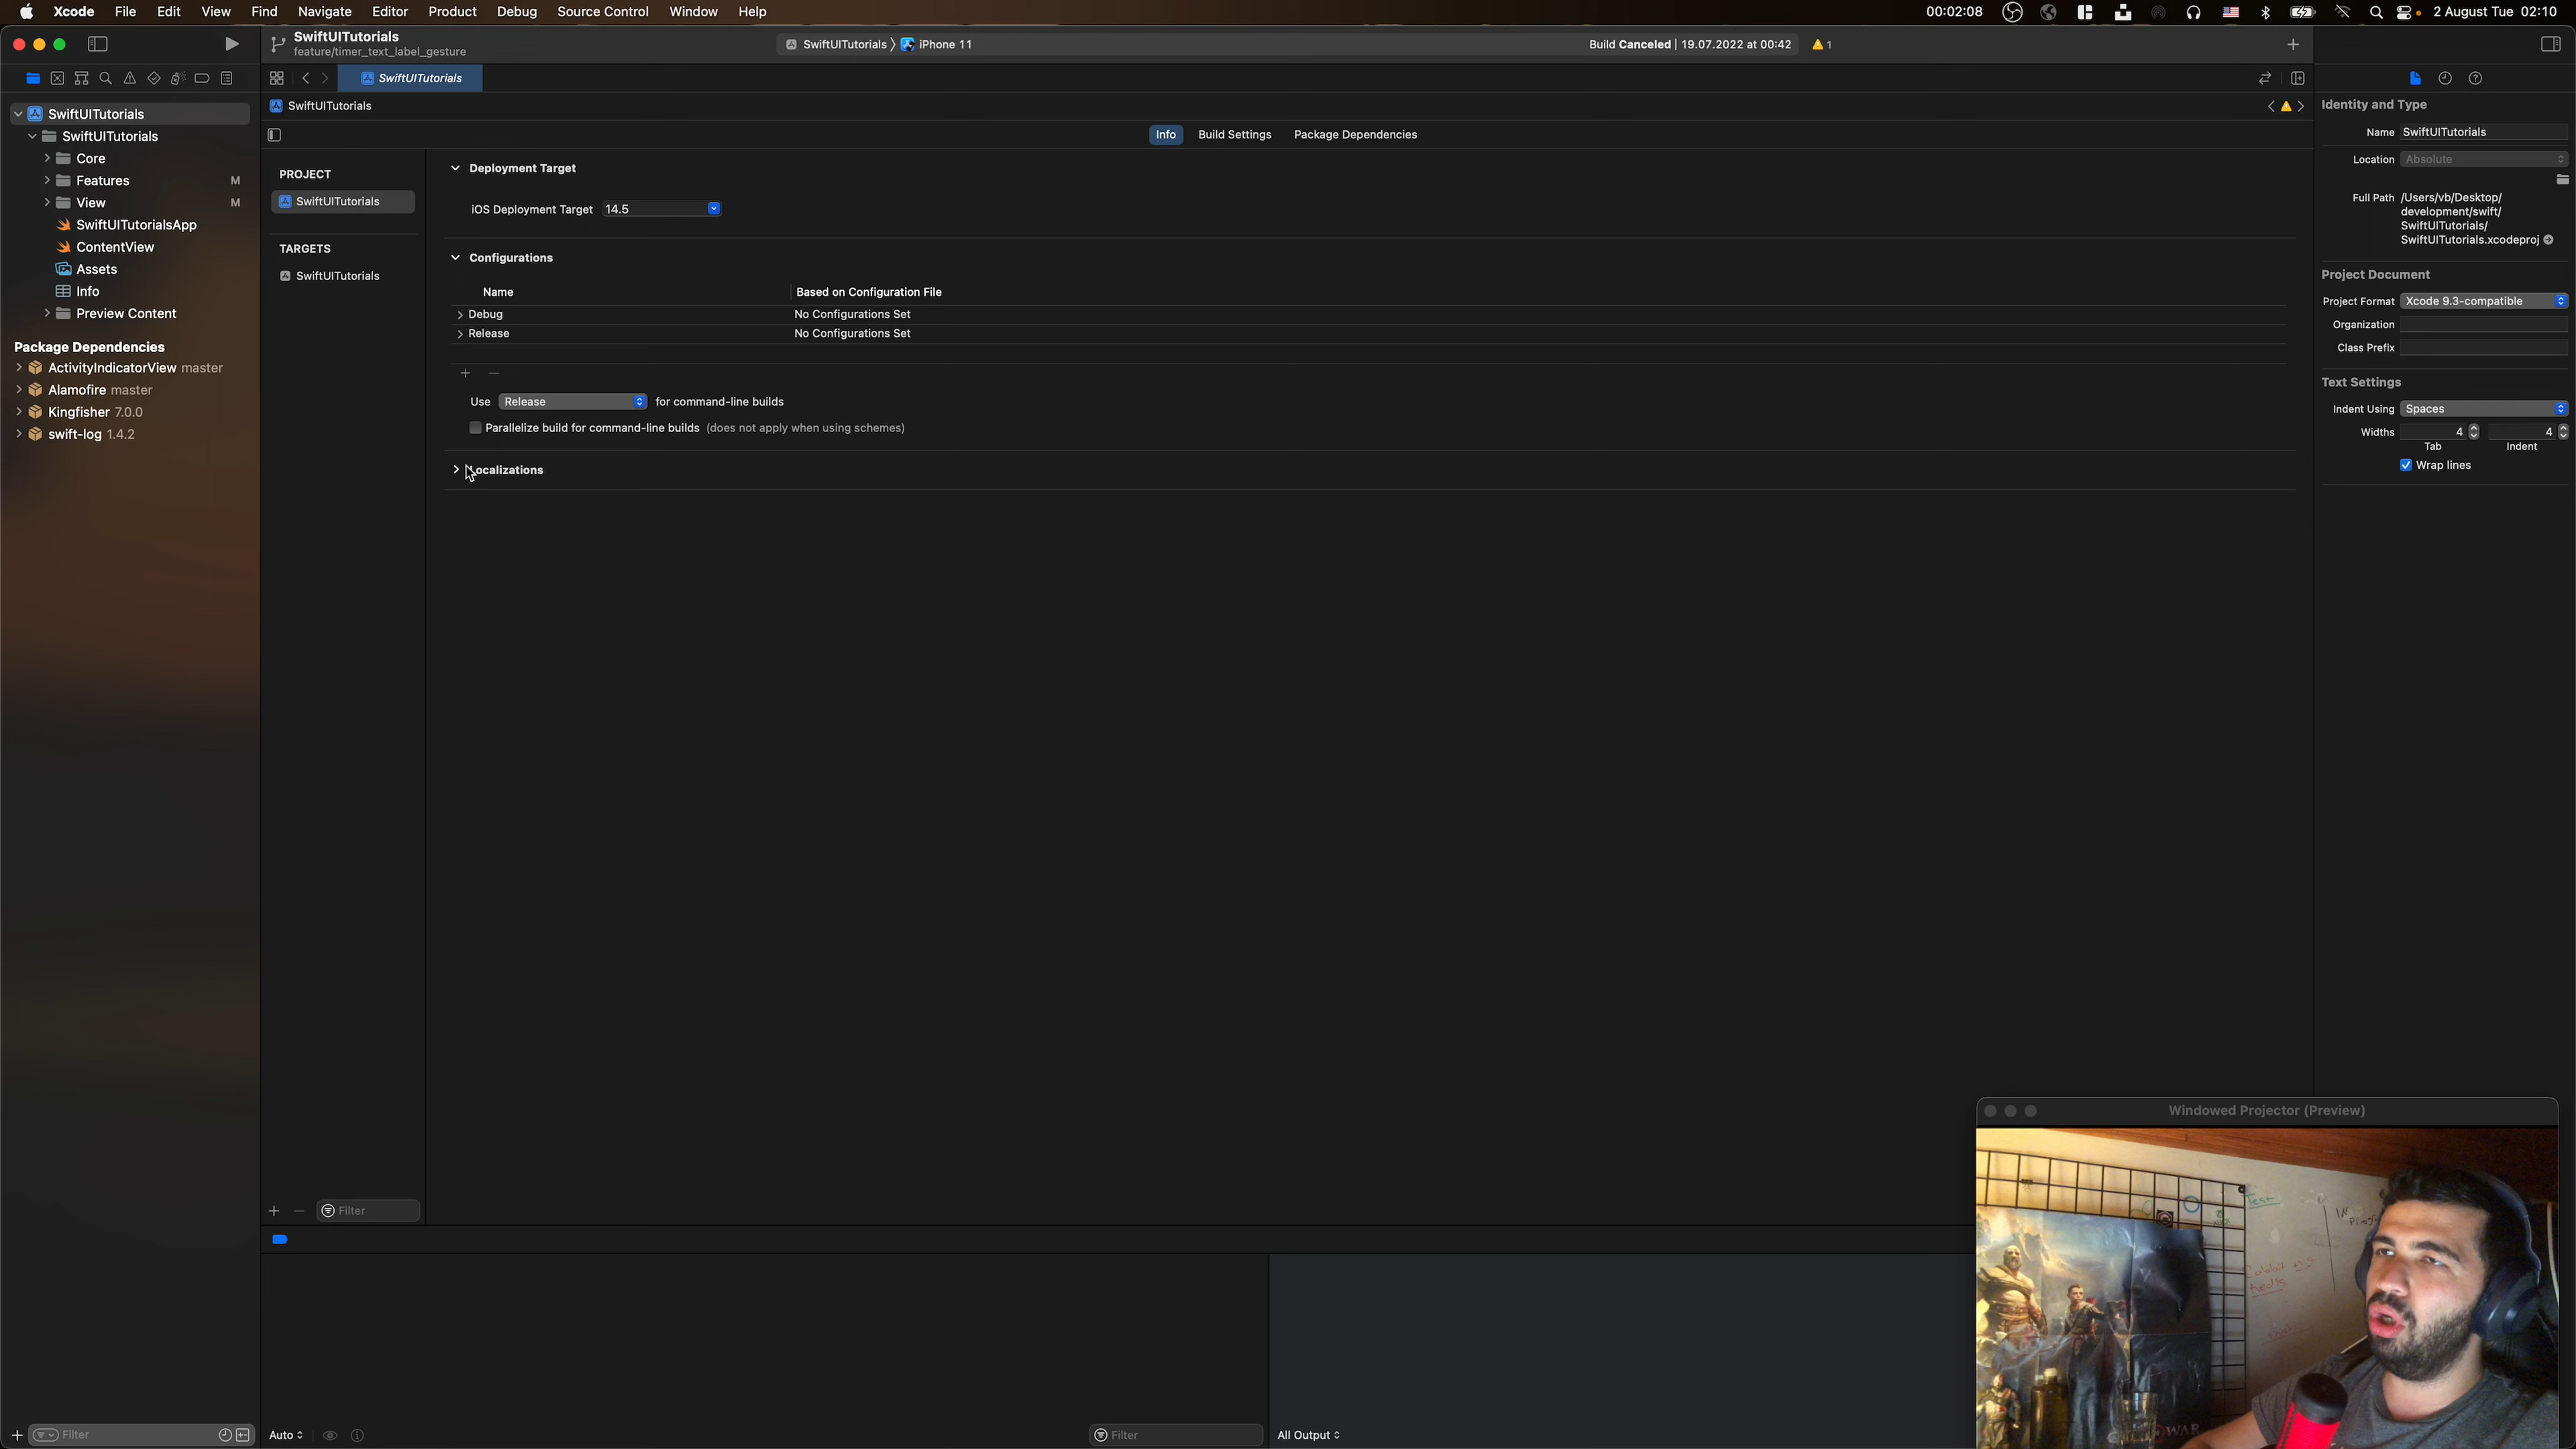 Xcode File Edit View Find Navigate Editor Product Debug Source Control Window Help
00:02:08
2 August Tue 02:10
SwiftUITutorials
feature/timer_text_label_gesture
SwiftUITutorials
iPhone 11
Build Canceled | 19.07.2022 at 00:42
1
SwiftUITutorials
SwiftUITutorials
Info Build Settings Package Dependencies
SwiftUITutorials
SwiftUITutorials
Core
Features M
View M
SwiftUITutorialsApp
ContentView
Assets
Info
Preview Content
Package Dependencies
ActivityIndicatorView master
Alamofire master
Kingfisher 7.0.0
swift-log 1.4.2
Filter
PROJECT
SwiftUITutorials
TARGETS
SwiftUITutorials
Filter
Deployment Target
iOS Deployment Target 14.5
Configurations
Name Based on Configuration File
Debug No Configurations Set
Release No Configurations Set
Use Release for command-line builds
Parallelize build for command-line builds (does not apply when using schemes)
Localizations
Auto
Filter
All Output
Identity and Type
Name SwiftUITutorials
Location Absolute
Full Path /Users/vb/Desktop/
development/swift/
SwiftUITutorials/
SwiftUITutorials.xcodeproj
Project Document
Project Format Xcode 9.3-compatible
Organization
Class Prefix
Text Settings
Indent Using Spaces
Widths 4 4
Tab Indent
Wrap lines
Windowed Projector (Preview)
Test